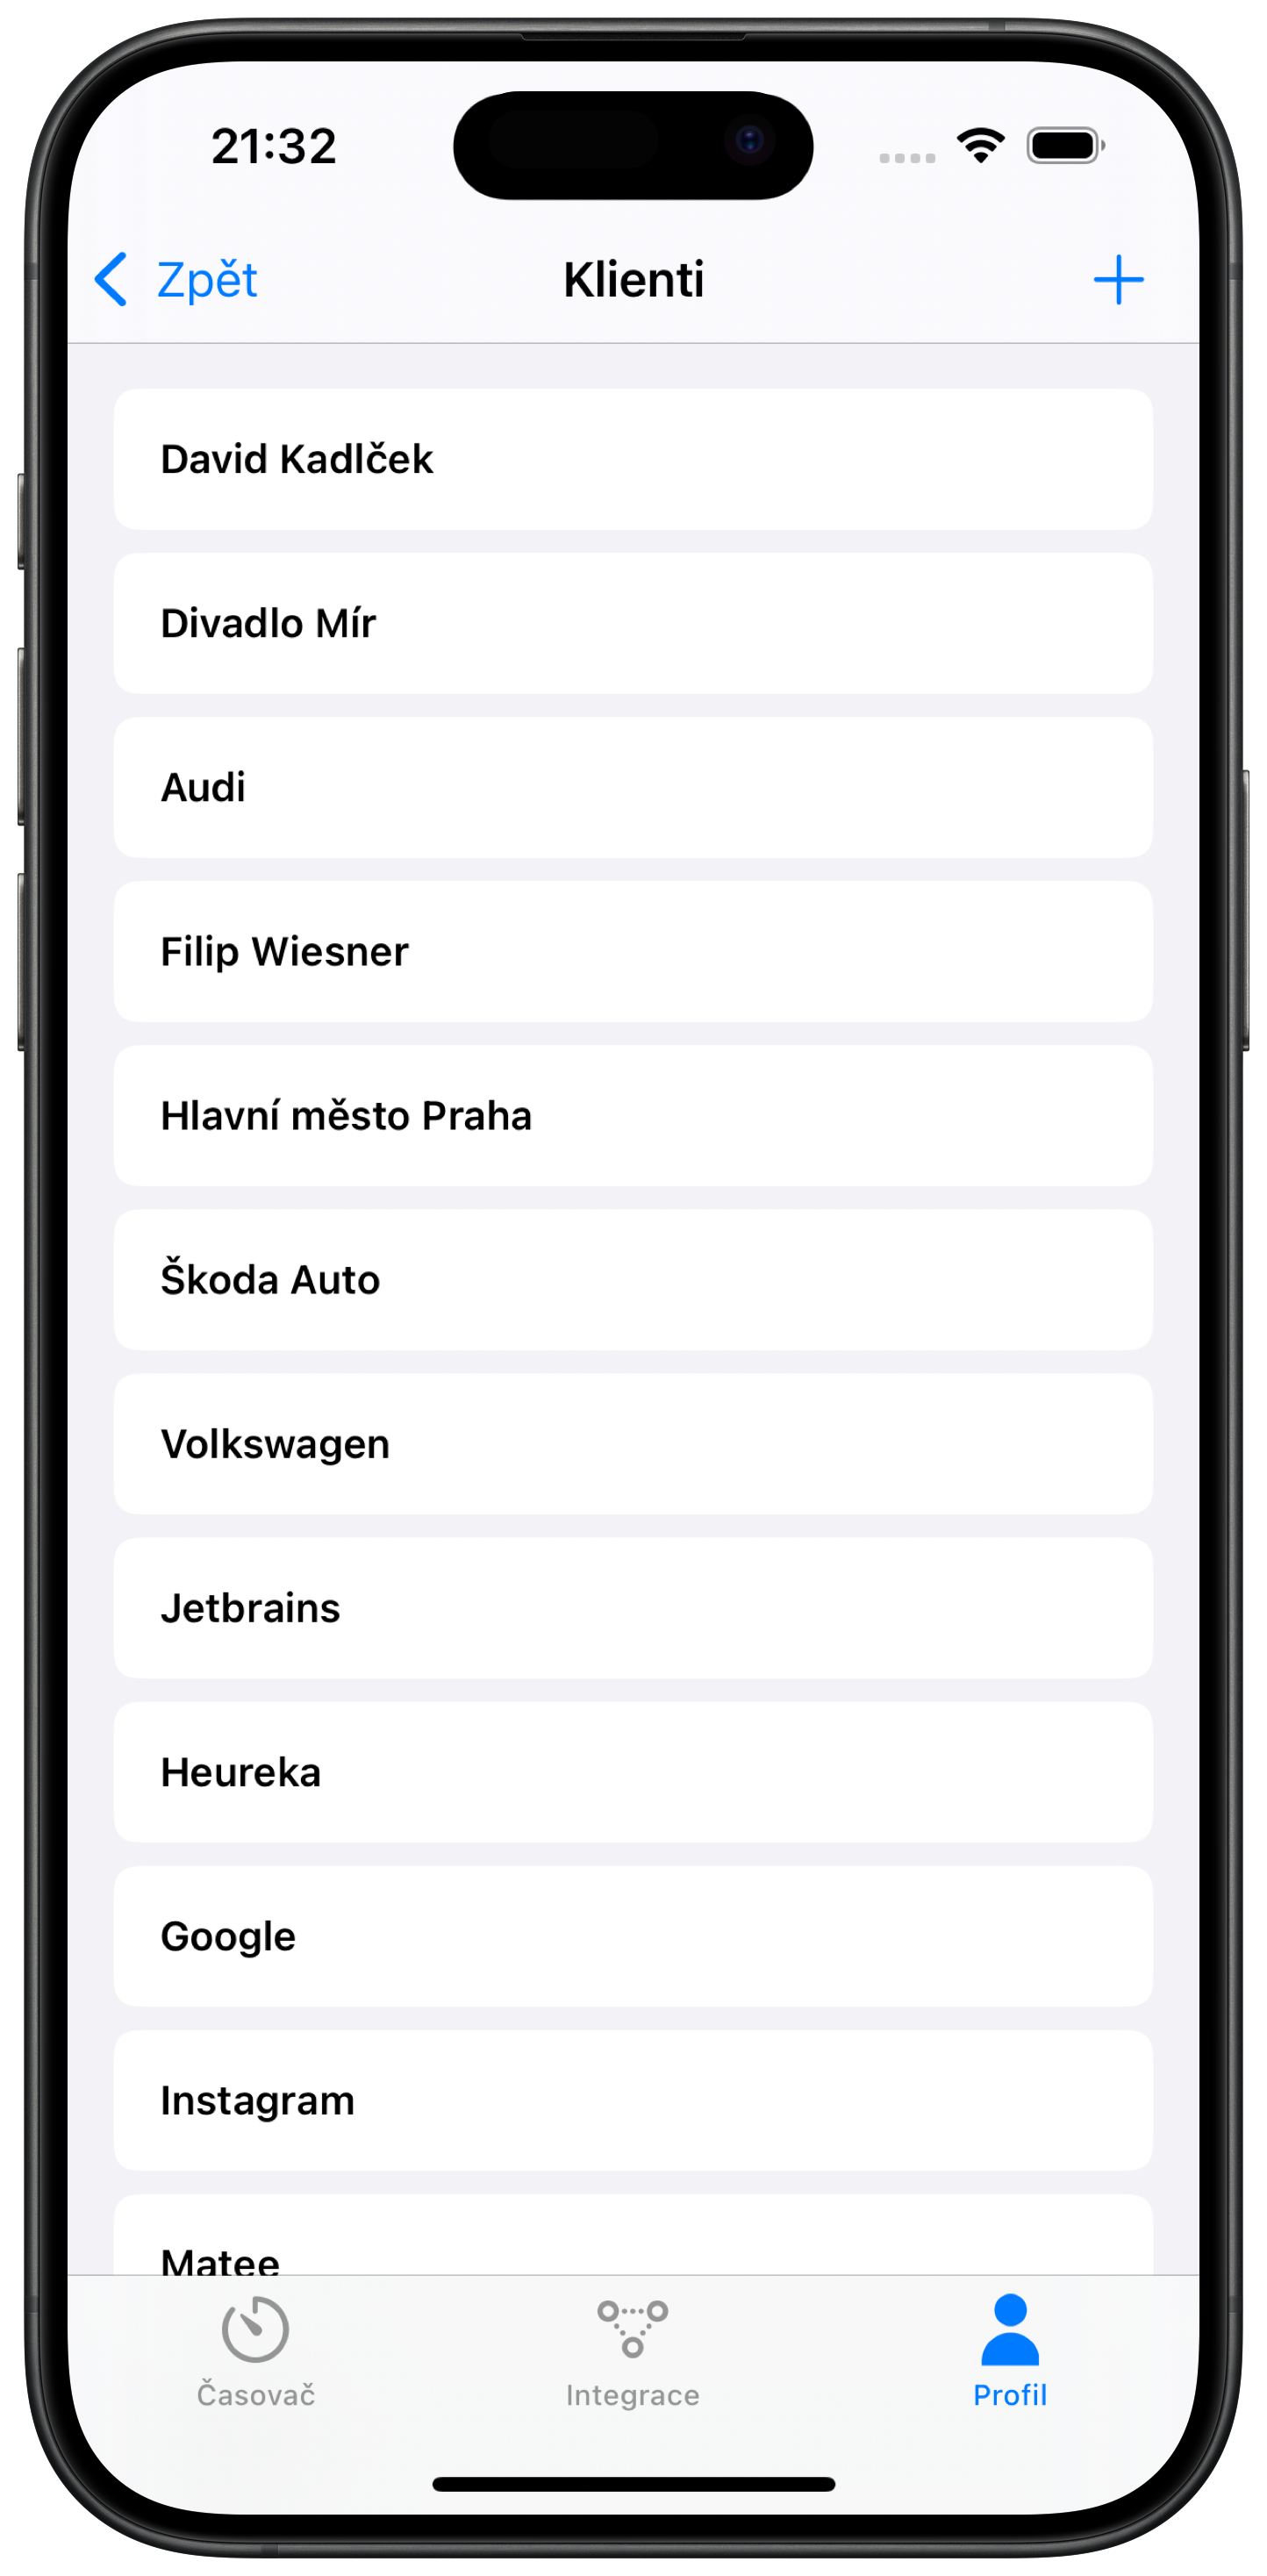 21:32
Zpět
Klienti
David Kadlček
Divadlo Mír
Audi
Filip Wiesner
Hlavní město Praha
Škoda Auto
Volkswagen
Jetbrains
Heureka
Google
Instagram
Matee
Časovač
Integrace
Profil